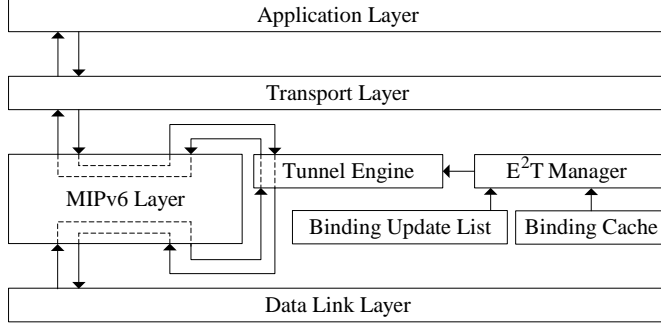 Application Layer
Transport Layer
Tunnel Engine
E²T Manager
MIPv6 Layer
Binding Update List
Binding Cache
Data Link Layer